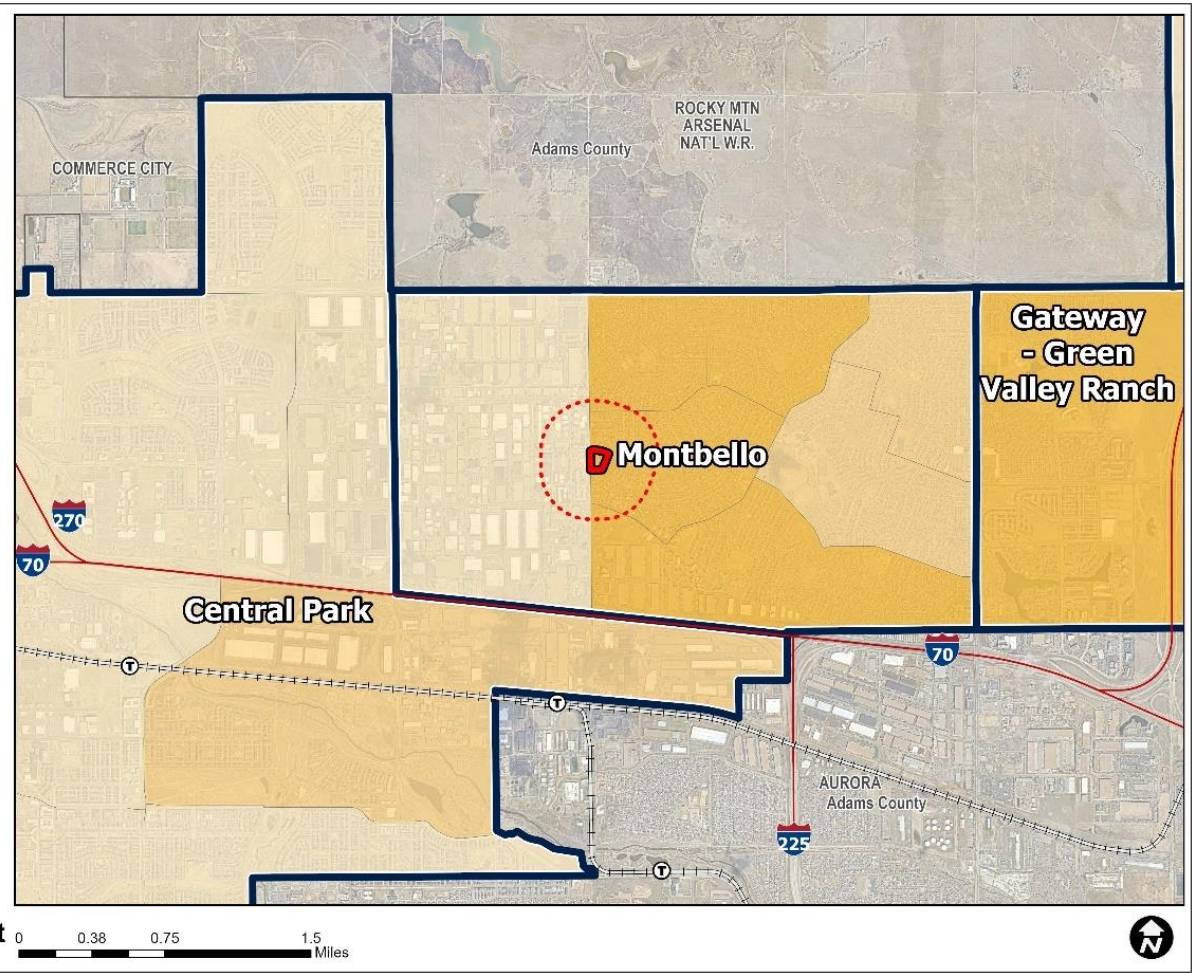 ROCKY MTN
ARSENAL
NAT'L W.R.
Adams County
COMMERCE CITY
Gateway
- Green
Valley Ranch
Montbello
270
70
Central Park
70
T
T
AURORA
Adams County
225
T
t 0 0.38 0.75 1.5
Miles
N